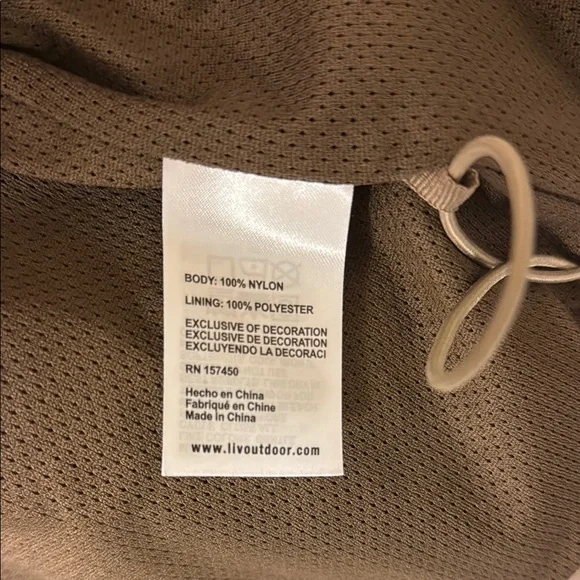 BODY: 100% NYLON
LINING: 100% POLYESTER
EXCLUSIVE OF DECORATION
EXCLUSIVE DE DECORATION
EXCLUYENDO LA DECORACI
RN 157450
Hecho en China
Fabriqué en Chine
Made in China
www.livoutdoor.com